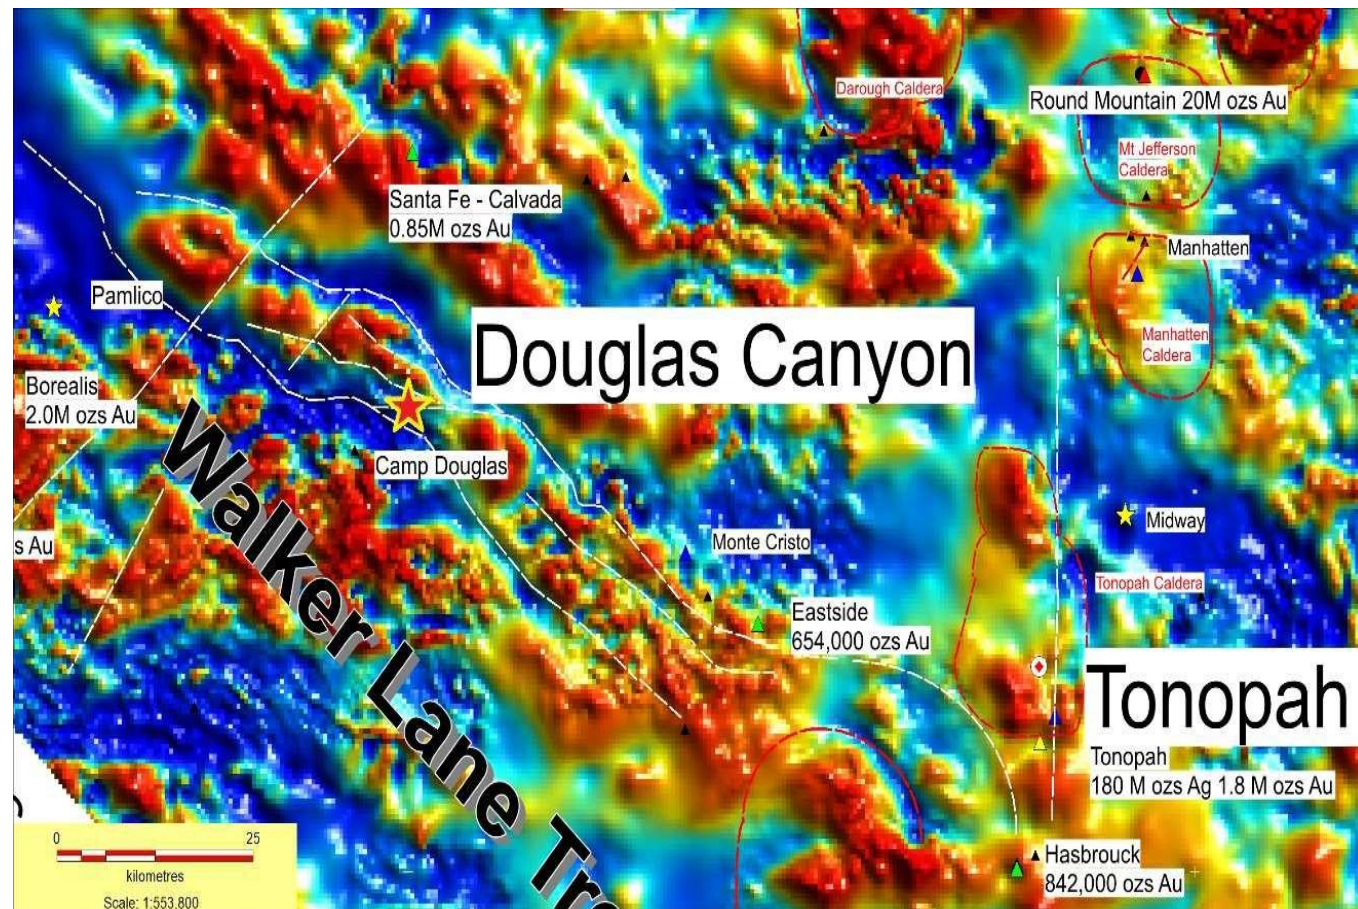 Darough Caldera
Round Mountain 20M ozs Au
Mt Jefferson
Caldera
Santa Fe - Calvada
0.85M ozs Au
Manhatten
Pamlico
Manhatten
Caldera
Douglas Canyon
Borealis
2.0M ozs Au
Camp Douglas
Walker Lane Tre
s Au
Midway
Monte Cristo
Tonopah Caldera
Eastside
654,000 ozs Au
Tonopah
Tonopah
180 M ozs Ag 1.8 M ozs Au
Hasbrouck
842,000 ozs Au
0 25
kilometres
Scale: 1:553,800